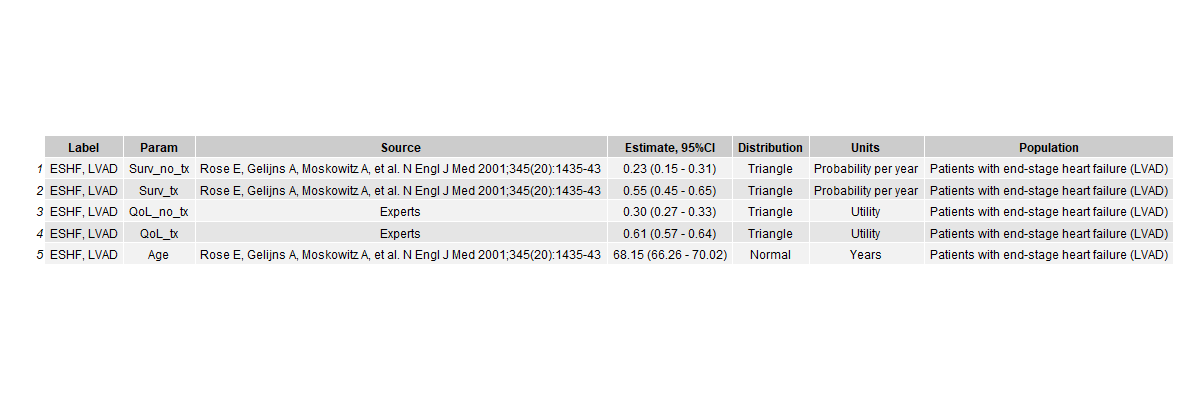 Label Param Source Estimate, 95%CI Distribution Units Population
1 ESHF, LVAD Surv_no_tx Rose E, Gelijns A, Moskowitz A, et al. N Engl J Med 2001;345(20):1435-43 0.23 (0.15 - 0.31) Triangle Probability per year Patients with end-stage heart failure (LVAD)
2 ESHF, LVAD Surv_tx Rose E, Gelijns A, Moskowitz A, et al. N Engl J Med 2001;345(20):1435-43 0.55 (0.45 - 0.65) Triangle Probability per year Patients with end-stage heart failure (LVAD)
3 ESHF, LVAD QoL_no_tx Experts 0.30 (0.27 - 0.33) Triangle Utility Patients with end-stage heart failure (LVAD)
4 ESHF, LVAD QoL_tx Experts 0.61 (0.57 - 0.64) Triangle Utility Patients with end-stage heart failure (LVAD)
5 ESHF, LVAD Age Rose E, Gelijns A, Moskowitz A, et al. N Engl J Med 2001;345(20):1435-43 68.15 (66.26 - 70.02) Normal Years Patients with end-stage heart failure (LVAD)